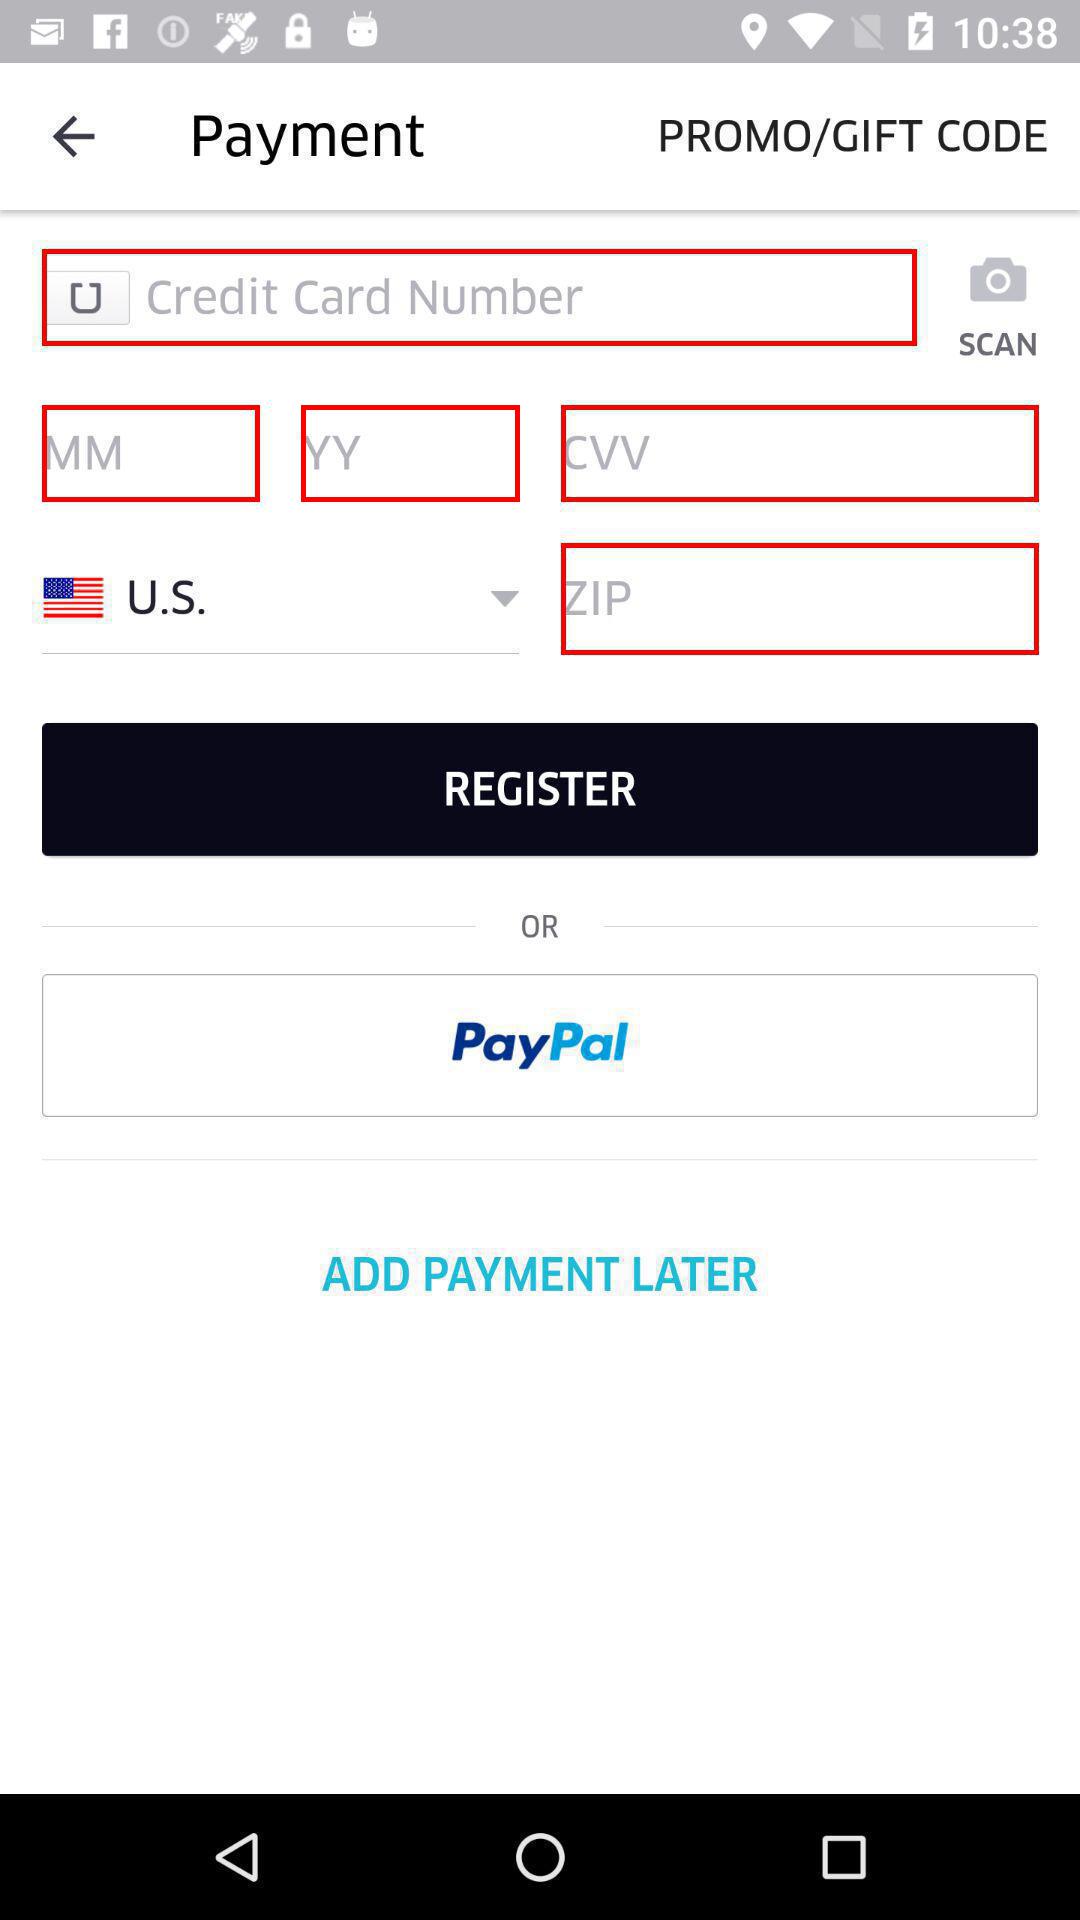 FAKE
10:38
Payment
PROMO/GIFT CODE
Credit Card Number
SCAN
MM
YY
CVV
U.S.
ZIP
REGISTER
OR
PayPal
ADD PAYMENT LATER